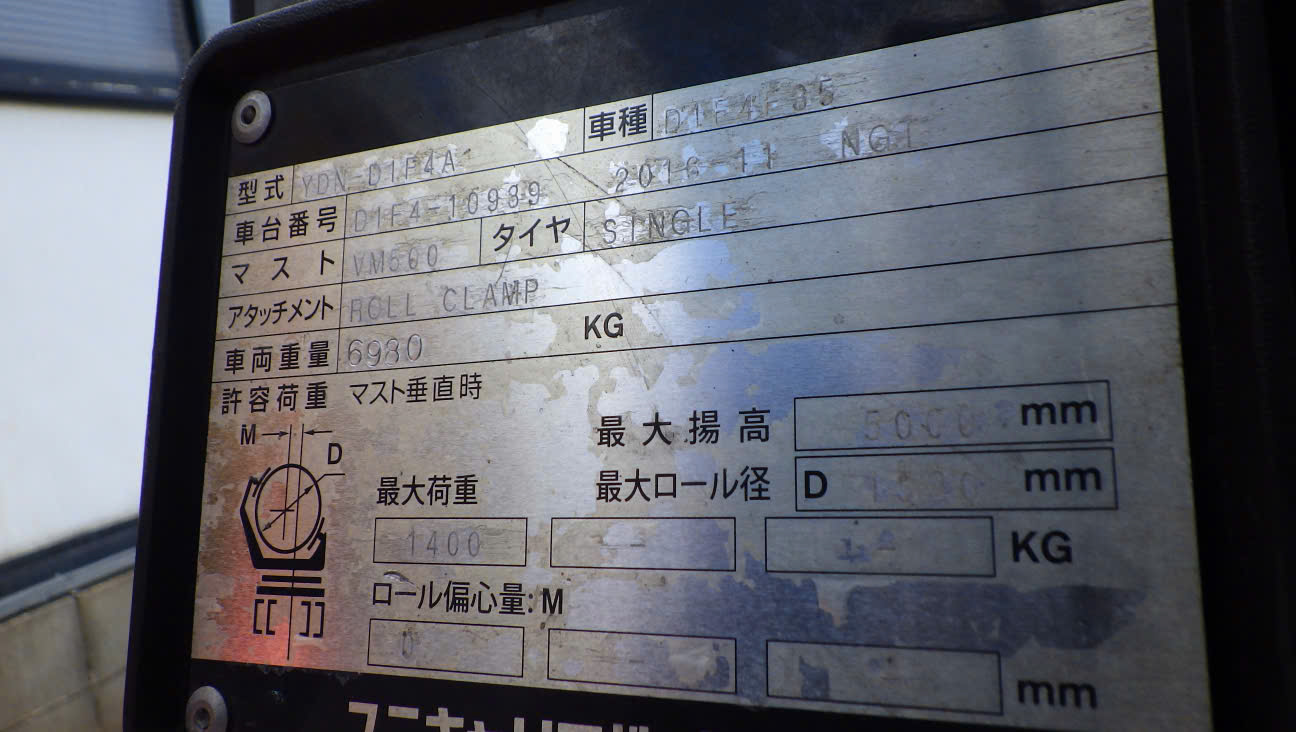 型式 YDN-D1F4A 車種 D1F4F35
車台番号 D1F4-10989 2016-11 NO1
マスト VM500 タイヤ SINGLE
アタッチメント ROLL CLAMP
車両重量 6980 KG
許容荷重 マスト垂直時
M
D
最大揚高 5000 mm
最大荷重 最大ロール径 D mm
1400 - KG
ロール偏心量:M
0 - mm